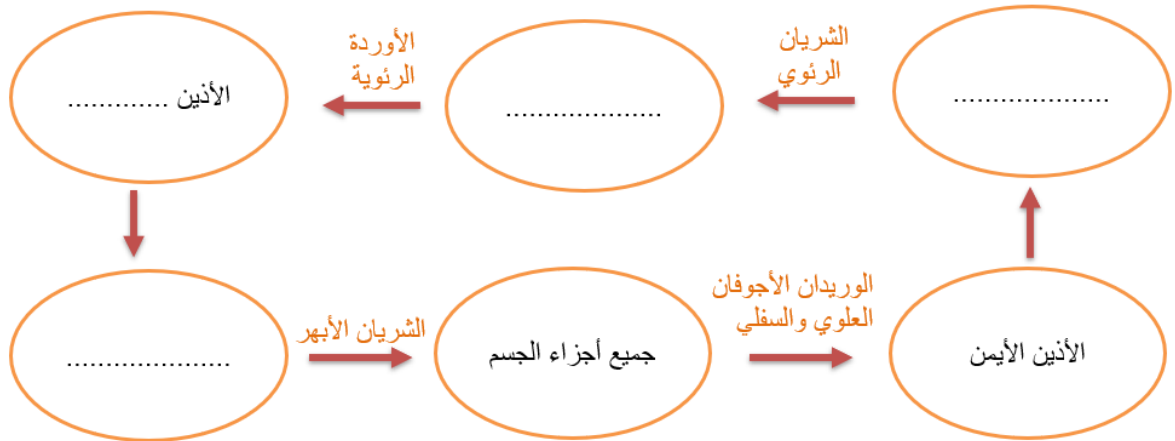 الشريان
الرئوي
الأوردة
الرئوية
....................
....................
الأذين .............
الوريدان الأجوفان
العلوي والسفلي
الشريان الأبهر
الأذين الأيمن
جميع أجزاء الجسم
.....................